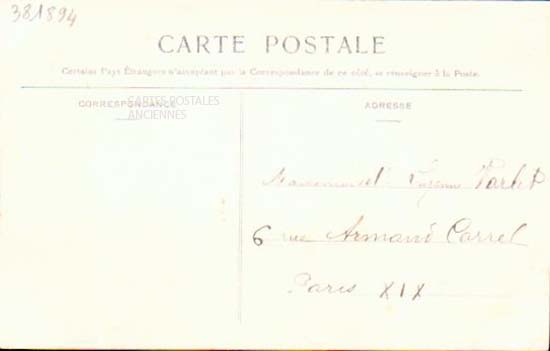 381894
CARTE POSTALE
Certains Pays Étrangers n'acceptant pas la Correspondance de ce côté, se renseigner à la Poste.
CORRESPONDANCE
CARTES POSTALES
ANCIENNES
ADRESSE
6 rue Armand Carrel
Paris XIX